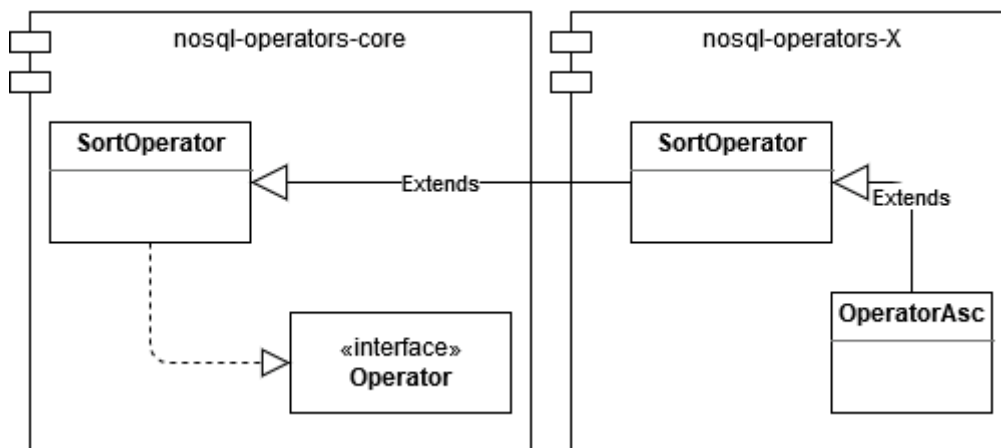 nosql-operators-core
nosql-operators-X
SortOperator
SortOperator
Extends
Extends
OperatorAsc
«interface»
Operator